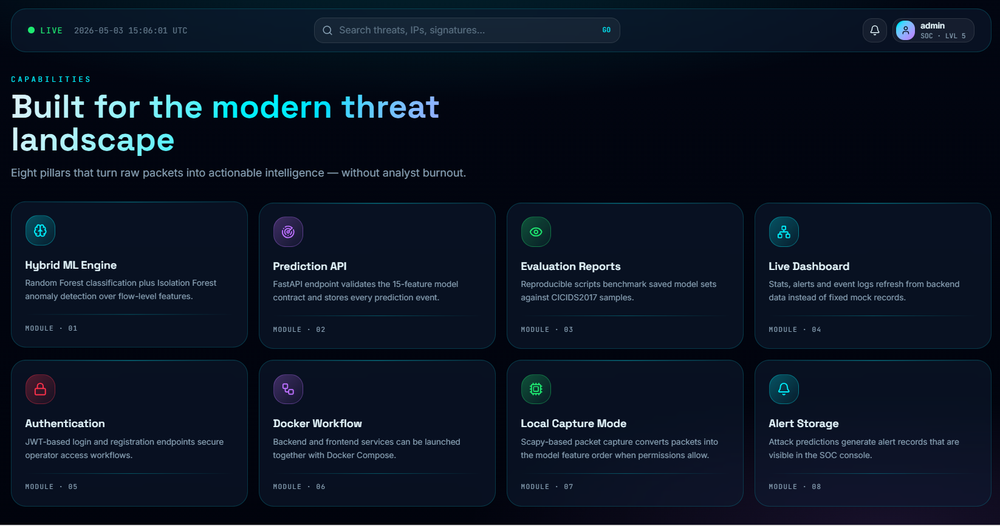 LIVE 2026-05-03 15:06:01 UTC
Search threats, IPs, signatures...
GO
admin
SOC · LVL 5
CAPABILITIES
Built for the modern threat
landscape
Eight pillars that turn raw packets into actionable intelligence — without analyst burnout.
Hybrid ML Engine
Random Forest classification plus Isolation Forest
anomaly detection over flow-level features.
MODULE · 01
Prediction API
FastAPI endpoint validates the 15-feature model
contract and stores every prediction event.
MODULE · 02
Evaluation Reports
Reproducible scripts benchmark saved model sets
against CICIDS2017 samples.
MODULE · 03
Live Dashboard
Stats, alerts and event logs refresh from backend
data instead of fixed mock records.
MODULE · 04
Authentication
JWT-based login and registration endpoints secure
operator access workflows.
MODULE · 05
Docker Workflow
Backend and frontend services can be launched
together with Docker Compose.
MODULE · 06
Local Capture Mode
Scapy-based packet capture converts packets into
the model feature order when permissions allow.
MODULE · 07
Alert Storage
Attack predictions generate alert records that are
visible in the SOC console.
MODULE · 08